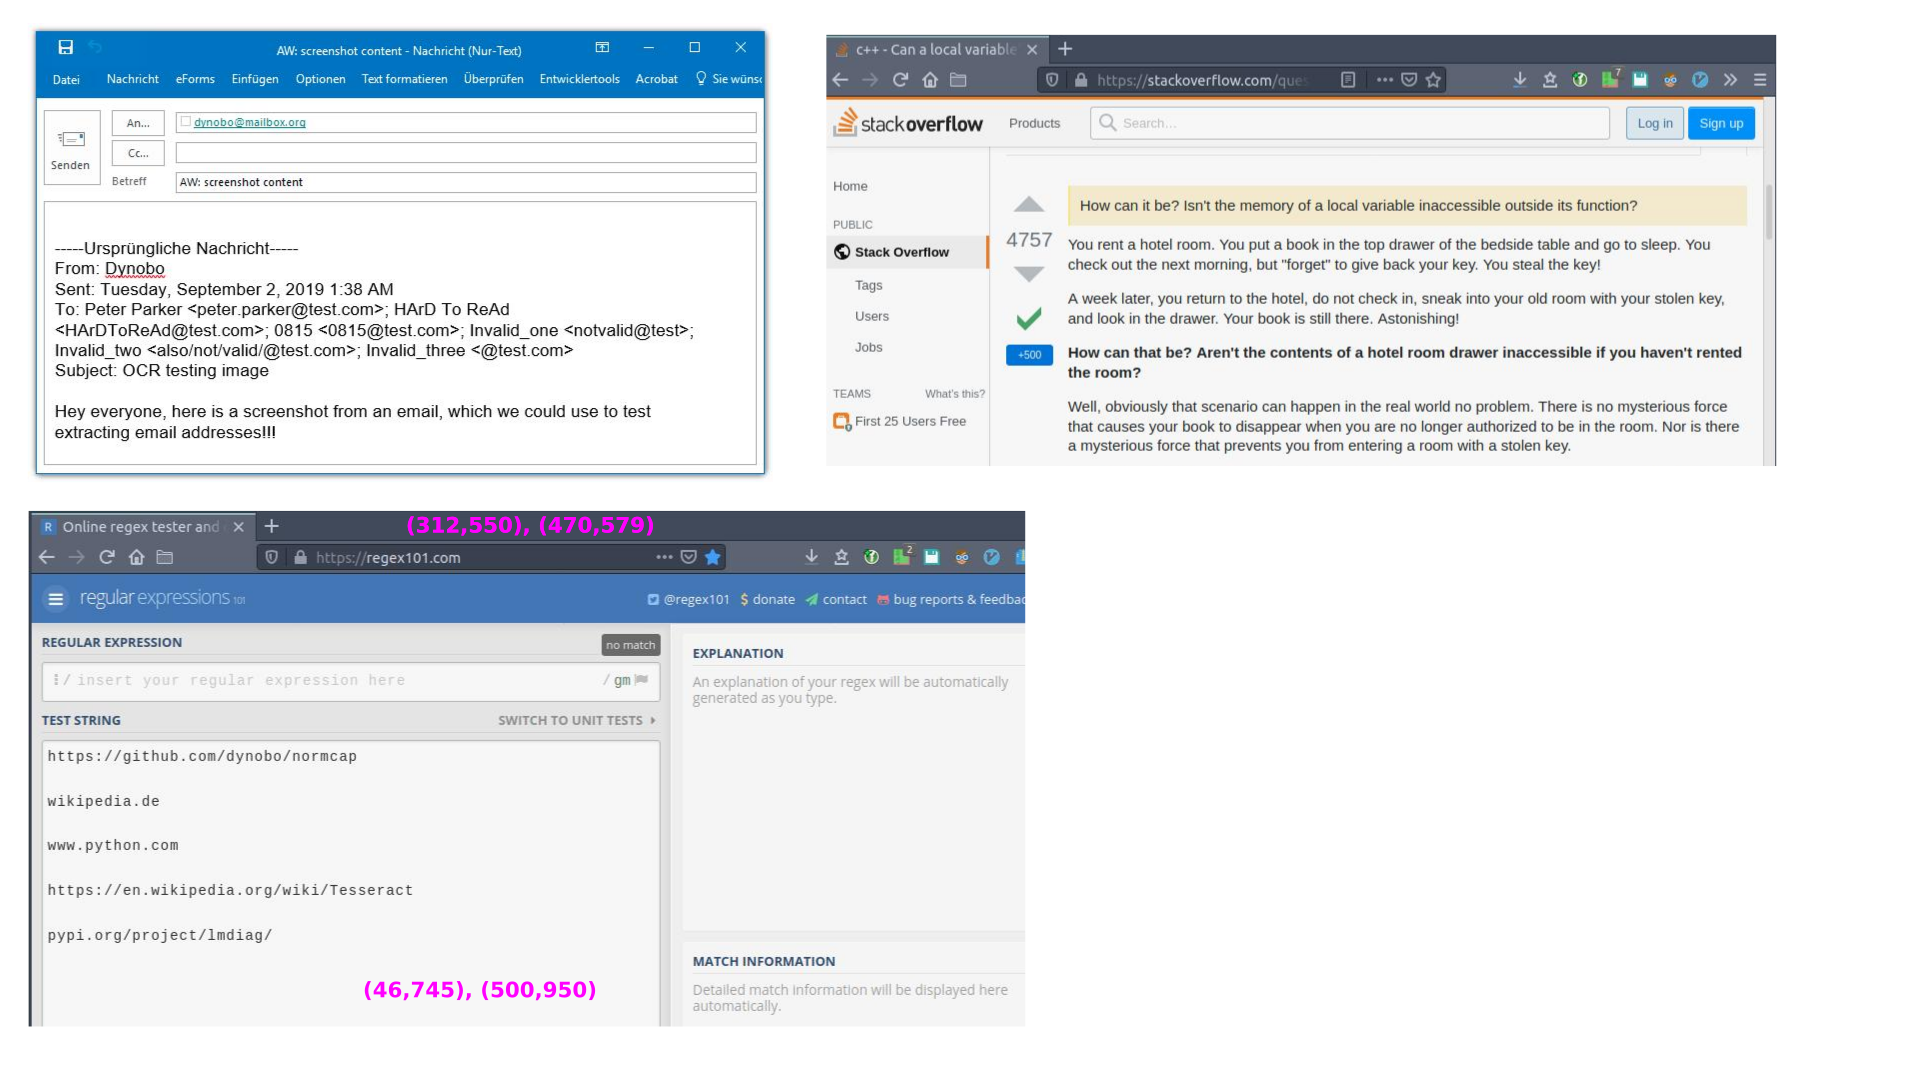 AW: screenshot content - Nachricht (Nur-Text)
Datei Nachricht eForms Einfügen Optionen Text formatieren Überprüfen Entwicklertools Acrobat Sie wüns
Senden
An... dynobo@mailbox.org
Cc...
Betreff AW: screenshot content
-----Ursprüngliche Nachricht-----
From: Dynobo
Sent: Tuesday, September 2, 2019 1:38 AM
To: Peter Parker <peter.parker@test.com>; HArD To ReAd
<HArDToReAd@test.com>; 0815 <0815@test.com>; Invalid_one <notvalid@test>;
Invalid_two <also/not/valid/@test.com>; Invalid_three <@test.com>
Subject: OCR testing image
Hey everyone, here is a screenshot from an email, which we could use to test
extracting email addresses!!!
c++ - Can a local variable
https://stackoverflow.com/ques
7
stackoverflow Products Search... Log in Sign up
Home
PUBLIC
Stack Overflow
Tags
Users
Jobs
TEAMS What's this?
First 25 Users Free
4757
+500
How can it be? Isn't the memory of a local variable inaccessible outside its function?
You rent a hotel room. You put a book in the top drawer of the bedside table and go to sleep. You
check out the next morning, but "forget" to give back your key. You steal the key!
A week later, you return to the hotel, do not check in, sneak into your old room with your stolen key,
and look in the drawer. Your book is still there. Astonishing!
How can that be? Aren't the contents of a hotel room drawer inaccessible if you haven't rented
the room?
Well, obviously that scenario can happen in the real world no problem. There is no mysterious force
that causes your book to disappear when you are no longer authorized to be in the room. Nor is there
a mysterious force that prevents you from entering a room with a stolen key.
R Online regex tester and
(312,550), (470,579)
https://regex101.com
2
regular expressions 101
@regex101 $ donate contact bug reports & feedbac
REGULAR EXPRESSION no match
/ insert your regular expression here / gm
TEST STRING SWITCH TO UNIT TESTS
https://github.com/dynobo/normcap
wikipedia.de
www.python.com
https://en.wikipedia.org/wiki/Tesseract
pypi.org/project/lmdiag/
(46,745), (500,950)
EXPLANATION
An explanation of your regex will be automatically
generated as you type.
MATCH INFORMATION
Detailed match information will be displayed here
automatically.